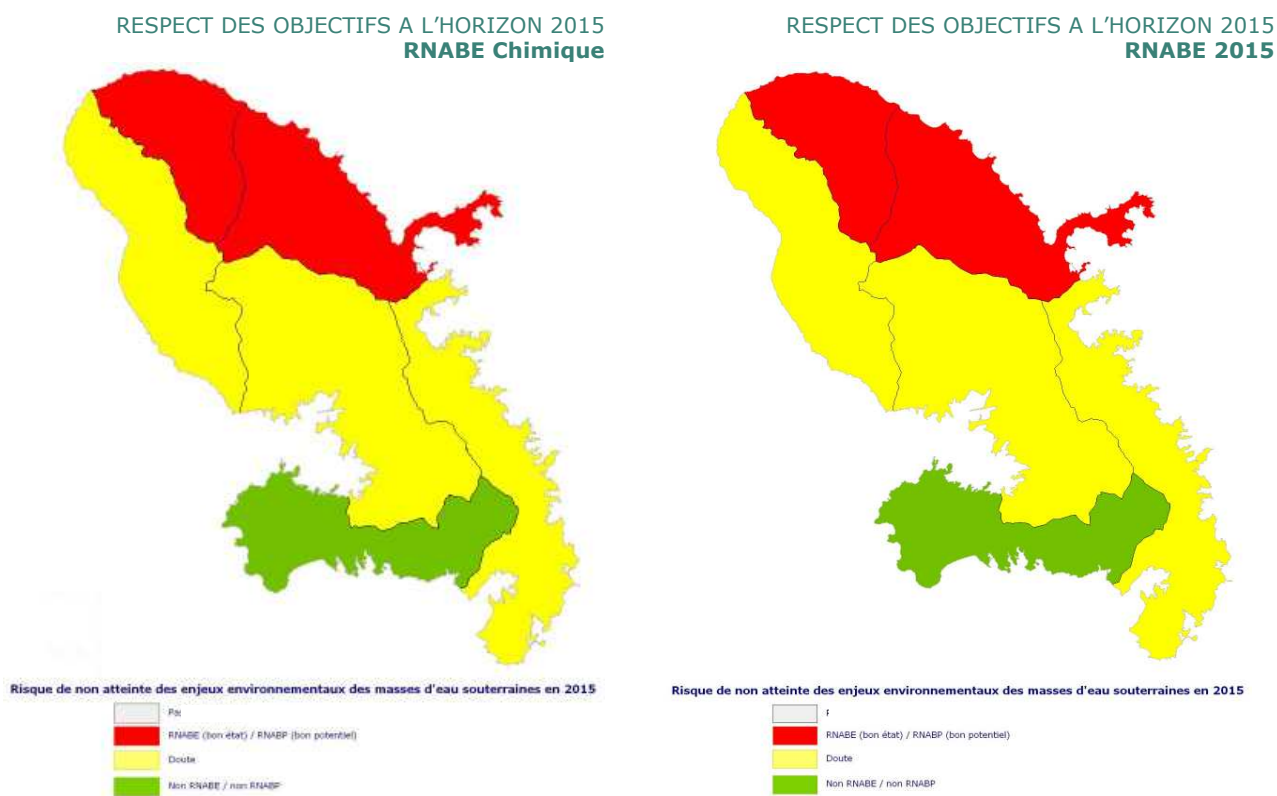 RESPECT DES OBJECTIFS A L'HORIZON 2015
RNABE Chimique
Risque de non atteinte des enjeux environnementaux des masses d'eau souterraines en 2015
RNABE (bon état) / RNABP (bon potentiel)
Doute
Non RNABE / non RNABP
RESPECT DES OBJECTIFS A L'HORIZON 2015
RNABE 2015
Risque de non atteinte des enjeux environnementaux des masses d'eau souterraines en 2015
RNABE (bon état) / RNABP (bon potentiel)
Doute
Non RNABE / non RNABP